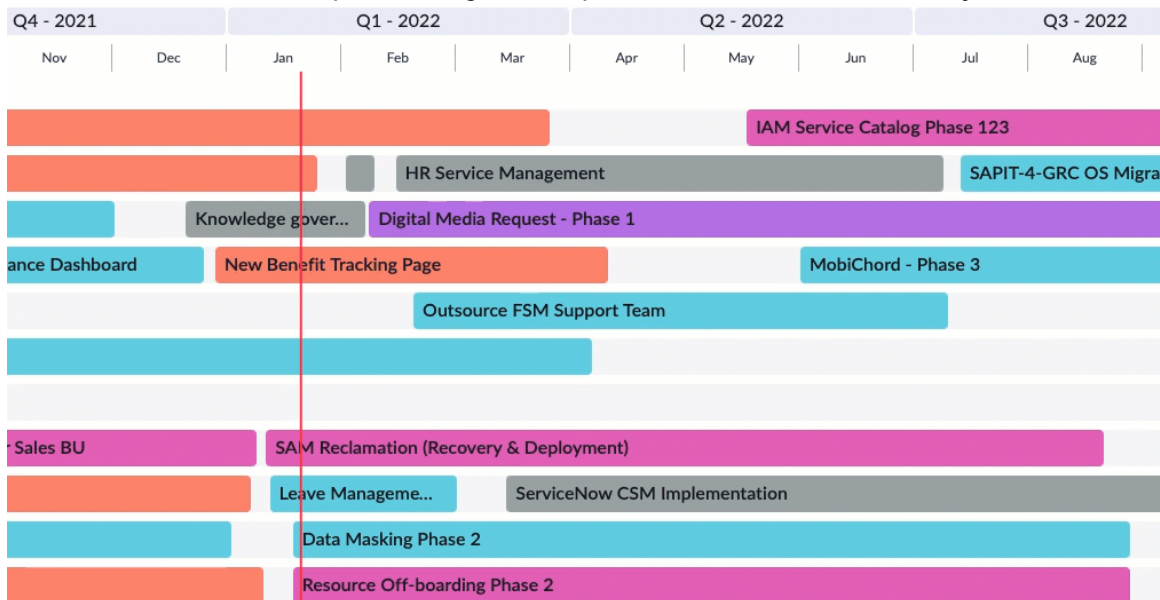 Q4 - 2021 Q1 - 2022 Q2 - 2022 Q3 - 2022
Nov Dec Jan Feb Mar Apr May Jun Jul Aug
IAM Service Catalog Phase 123
HR Service Management SAPIT-4-GRC OS Migra
Knowledge gover... Digital Media Request - Phase 1
ance Dashboard New Benefit Tracking Page MobiChord - Phase 3
Outsource FSM Support Team
Sales BU SAM Reclamation (Recovery & Deployment)
Leave Manageme... ServiceNow CSM Implementation
Data Masking Phase 2
Resource Off-boarding Phase 2